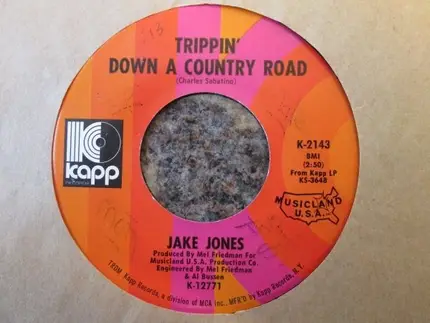 TRIPPIN'
DOWN A COUNTRY ROAD
(Charles Sabatino)
K
kapp
K-2143
BMI
(2:50)
From Kapp LP
KS-3648
MUSICLAND
U.S.A.
JAKE JONES
Produced By Mel Friedman For
Musicland U.S.A. Production Co.
Engineered By Mel Friedman
& Al Buxien
K-12771
Kapp Records, a division of MCA Inc., MFR'D by Kapp Records, N.Y.